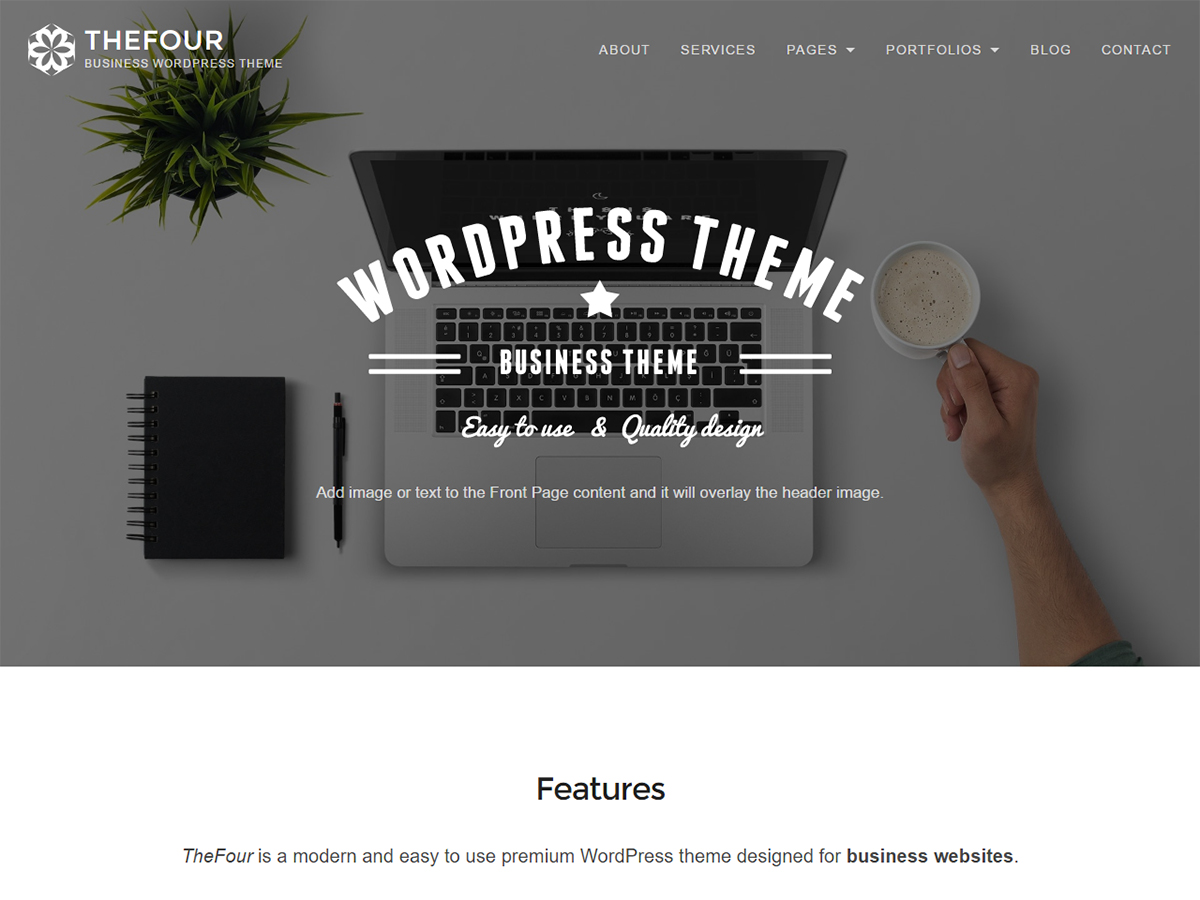 THEFOUR
BUSINESS WORDPRESS THEME
ABOUT SERVICES PAGES PORTFOLIOS BLOG CONTACT
WORDPRESS THEME
BUSINESS THEME
Easy to use & Quality design
Add image or text to the Front Page content and it will overlay the header image.
Features
TheFour is a modern and easy to use premium WordPress theme designed for business websites.